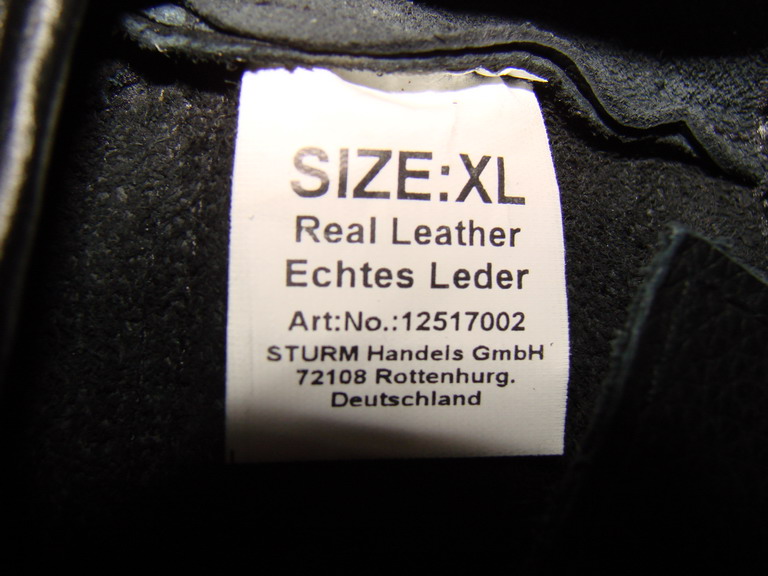 SIZE:XL
Real Leather
Echtes Leder
Art:No.:12517002
STURM Handels GmbH
72108 Rottenhurg.
Deutschland